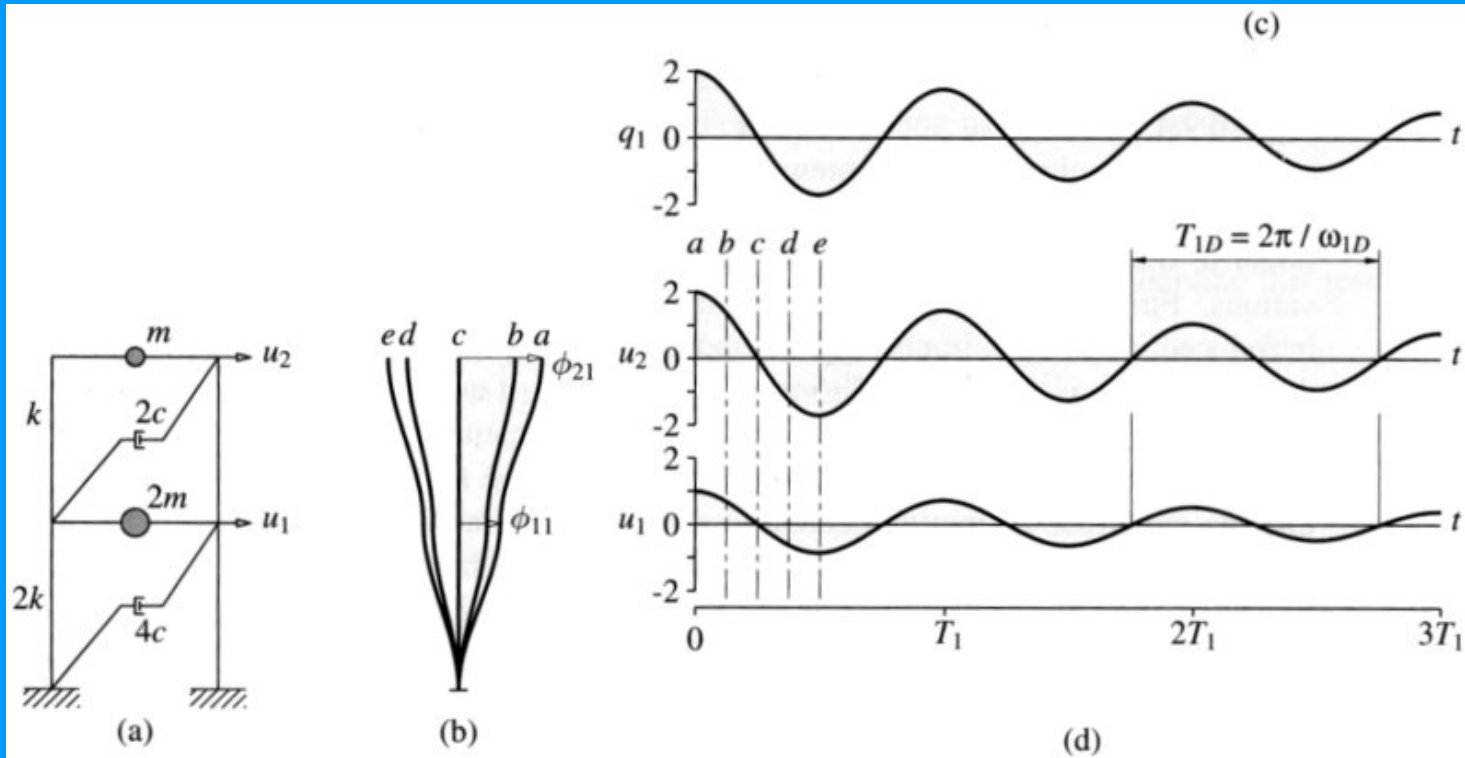 (c)
2
q₁ 0 t
-2
a b c d e
T₁D = 2π / ω₁D
2
u₂ 0 t
-2
2
u₁ 0 t
-2
0 T₁ 2T₁ 3T₁
(d)
m
u₂
k
2c
2m
u₁
2k
4c
(a)
e d c b a
ϕ₂₁
ϕ₁₁
(b)